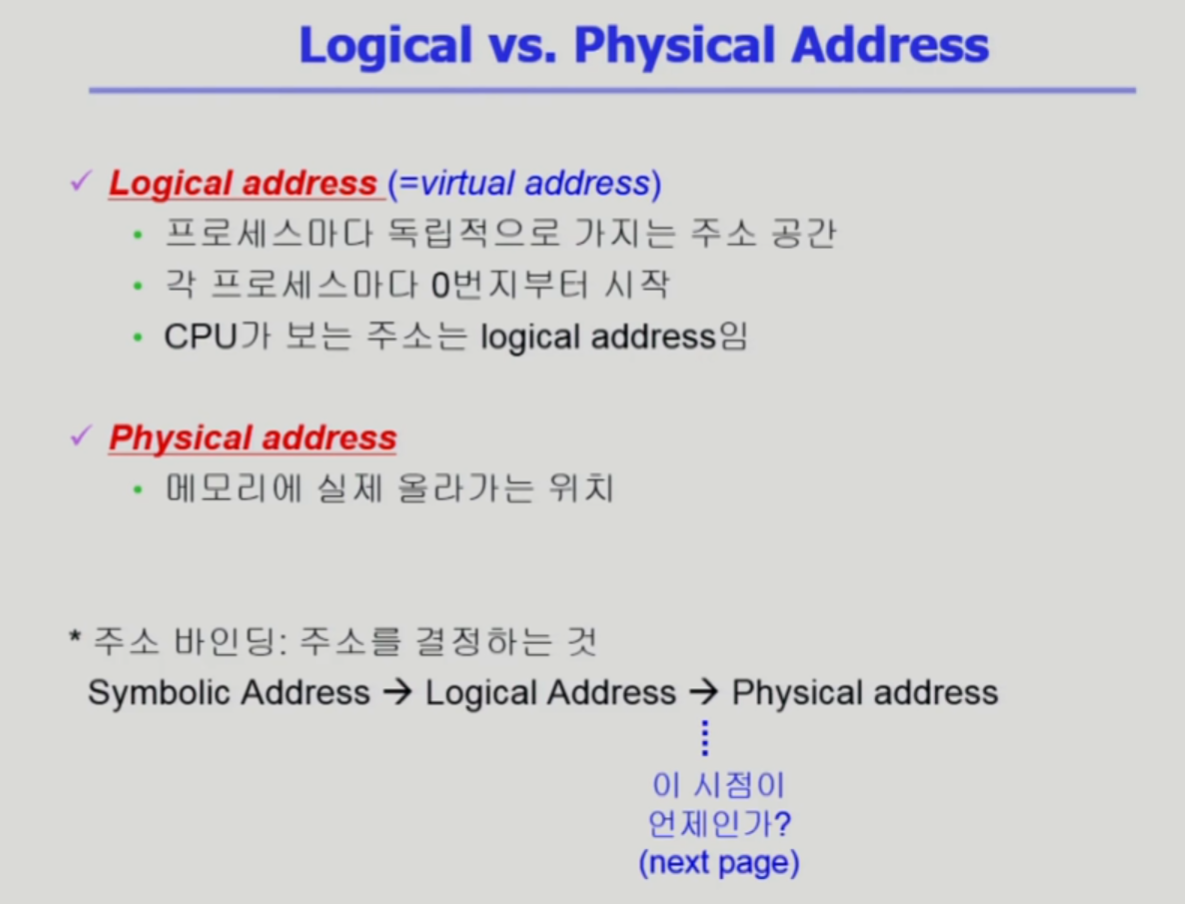 Logical vs. Physical Address
✓ Logical address (=virtual address)
• 프로세스마다 독립적으로 가지는 주소 공간
• 각 프로세스마다 0번지부터 시작
• CPU가 보는 주소는 logical address임
✓ Physical address
• 메모리에 실제 올라가는 위치
* 주소 바인딩: 주소를 결정하는 것
Symbolic Address → Logical Address → Physical address
이 시점이
언제인가?
(next page)